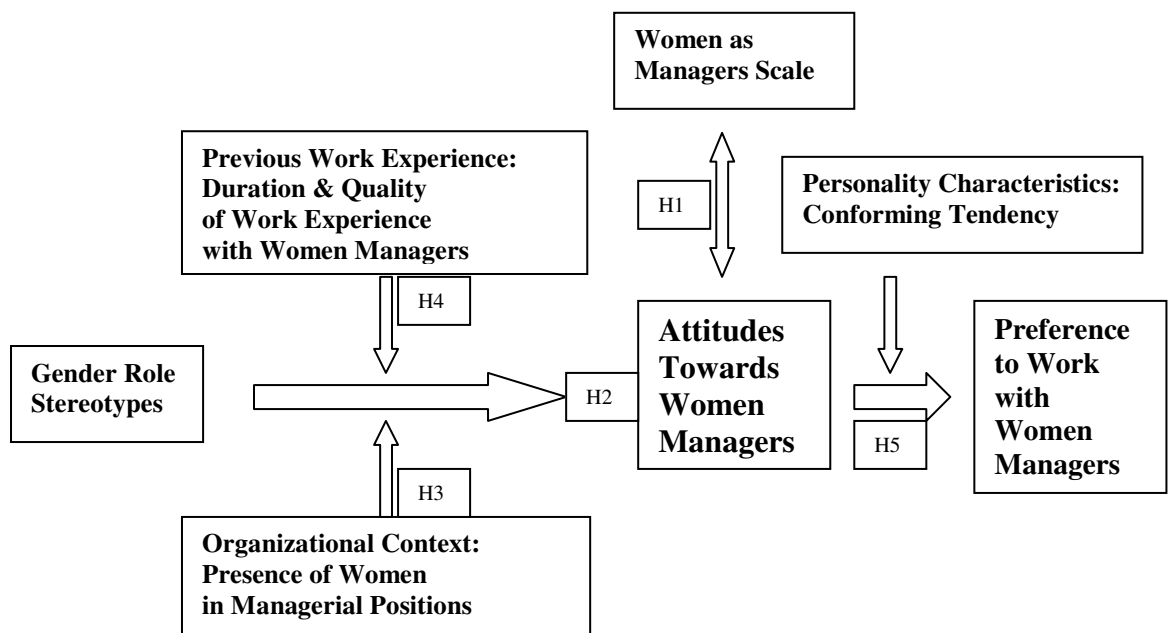 Women as
Managers Scale
Previous Work Experience:
Duration & Quality
of Work Experience
with Women Managers
H1
Personality Characteristics:
Conforming Tendency
H4
Gender Role
Stereotypes
H2
Attitudes
Towards
Women
Managers
H5
Preference
to Work
with
Women
Managers
H3
Organizational Context:
Presence of Women
in Managerial Positions